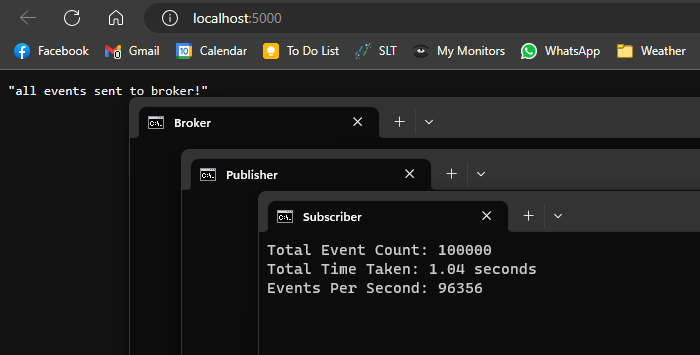 localhost:5000
Facebook Gmail Calendar To Do List SLT My Monitors WhatsApp Weather
"all events sent to broker!"
Broker
Publisher
Subscriber
Total Event Count: 100000
Total Time Taken: 1.04 seconds
Events Per Second: 96356